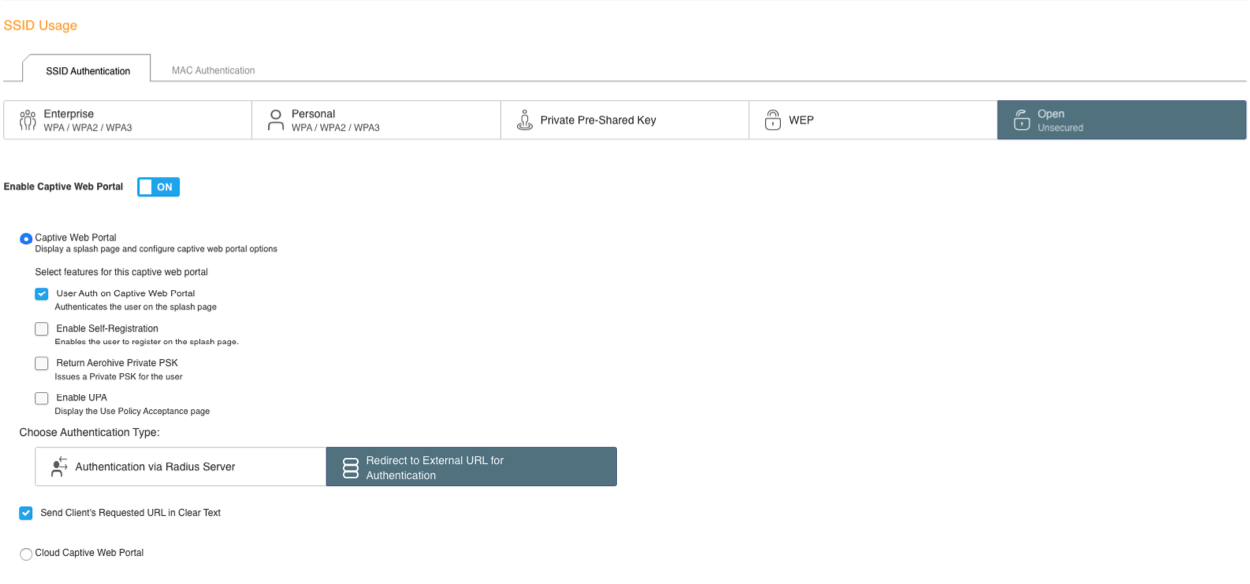 SSID Usage
SSID Authentication
MAC Authentication
Enterprise
WPA / WPA2 / WPA3
Personal
WPA / WPA2 / WPA3
Private Pre-Shared Key
WEP
Open
Unsecured
Enable Captive Web Portal
ON
Captive Web Portal
Display a splash page and configure captive web portal options
Select features for this captive web portal
User Auth on Captive Web Portal
Authenticates the user on the splash page
Enable Self-Registration
Enables the user to register on the splash page.
Return Aerohive Private PSK
Issues a Private PSK for the user
Enable UPA
Display the Use Policy Acceptance page
Choose Authentication Type:
Authentication via Radius Server
Redirect to External URL for
Authentication
Send Client's Requested URL in Clear Text
Cloud Captive Web Portal